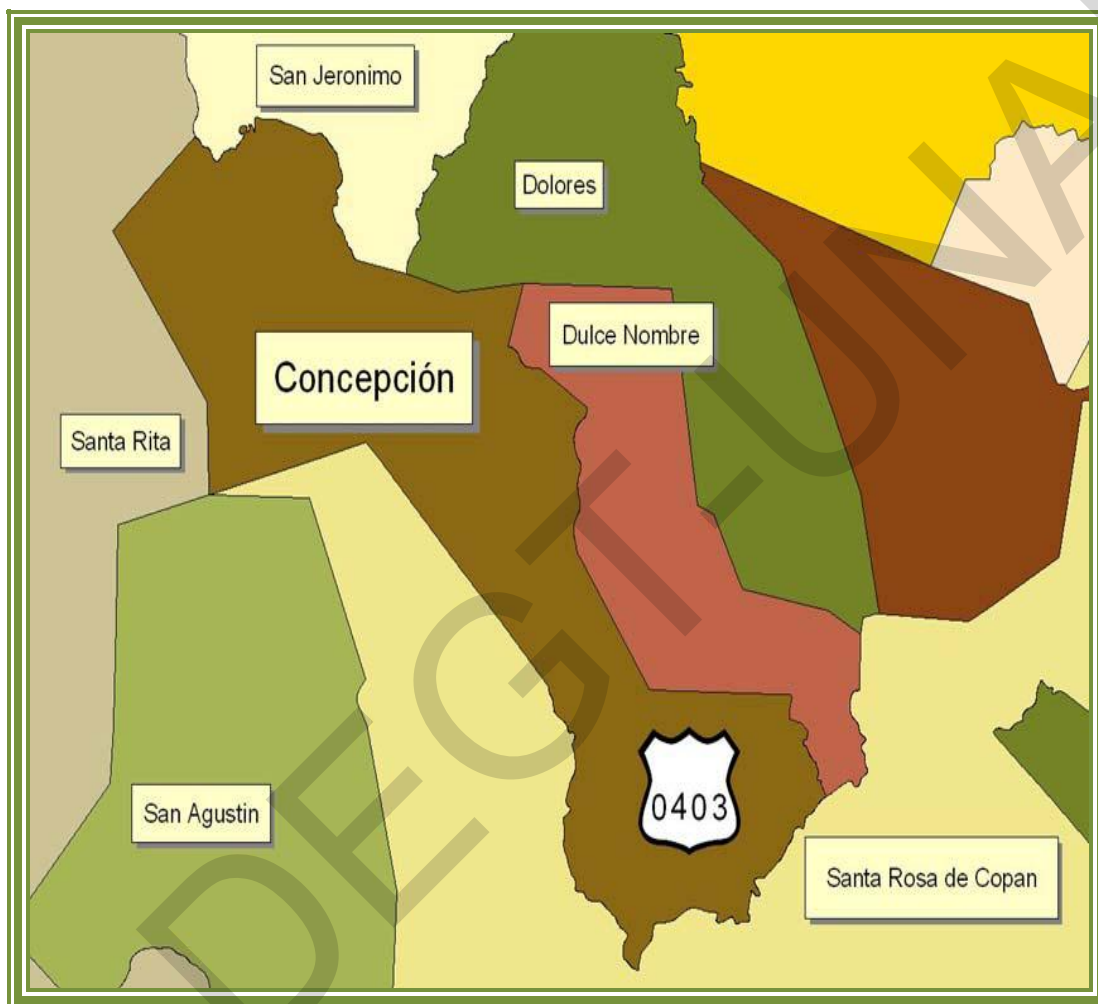 San Jeronimo
Dolores
Dulce Nombre
Concepción
Santa Rita
0403
San Agustin
Santa Rosa de Copan
DEGT-UNA